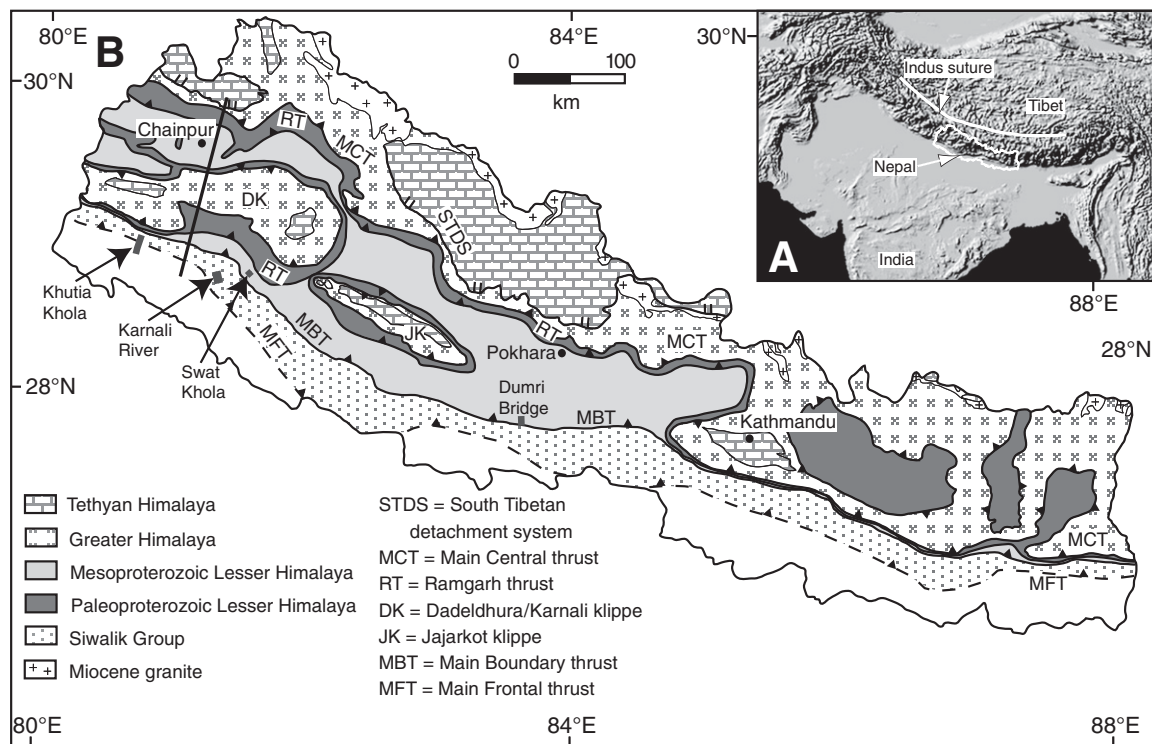 80°E
84°E
30°N
B
30°N
0
100
km
Indus suture
Tibet
Nepal
A
India
88°E
Chainpur
RT
MCT
DK
STDS
RT
Khutia
Khola
Karnali
River
Swat
Khola
MFT
MBT
JK
Pokhara
RT
MCT
28°N
28°N
Dumri
Bridge
MBT
Kathmandu
MCT
MFT
Tethyan Himalaya
Greater Himalaya
Mesoproterozoic Lesser Himalaya
Paleoproterozoic Lesser Himalaya
Siwalik Group
Miocene granite
STDS = South Tibetan
detachment system
MCT = Main Central thrust
RT = Ramgarh thrust
DK = Dadeldhura/Karnali klippe
JK = Jajarkot klippe
MBT = Main Boundary thrust
MFT = Main Frontal thrust
80°E
84°E
88°E